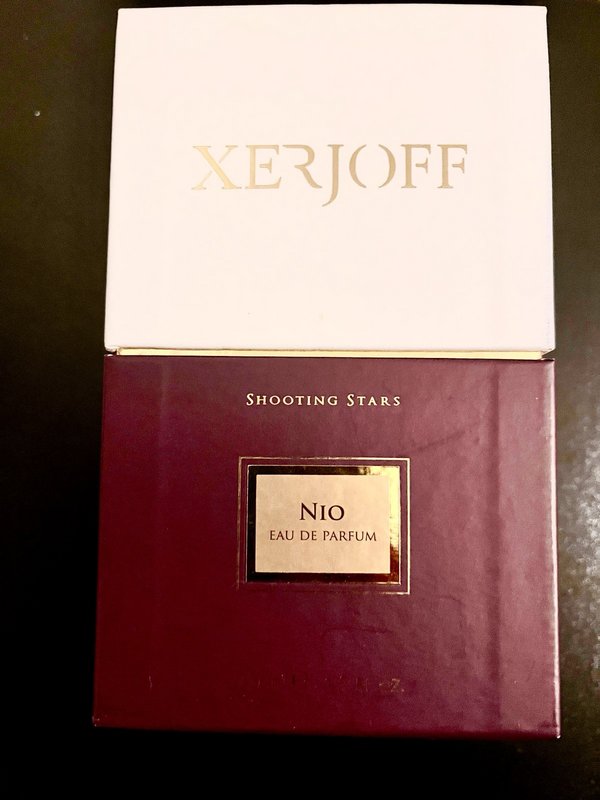 XERJOFF
SHOOTING STARS
NIO
EAU DE PARFUM